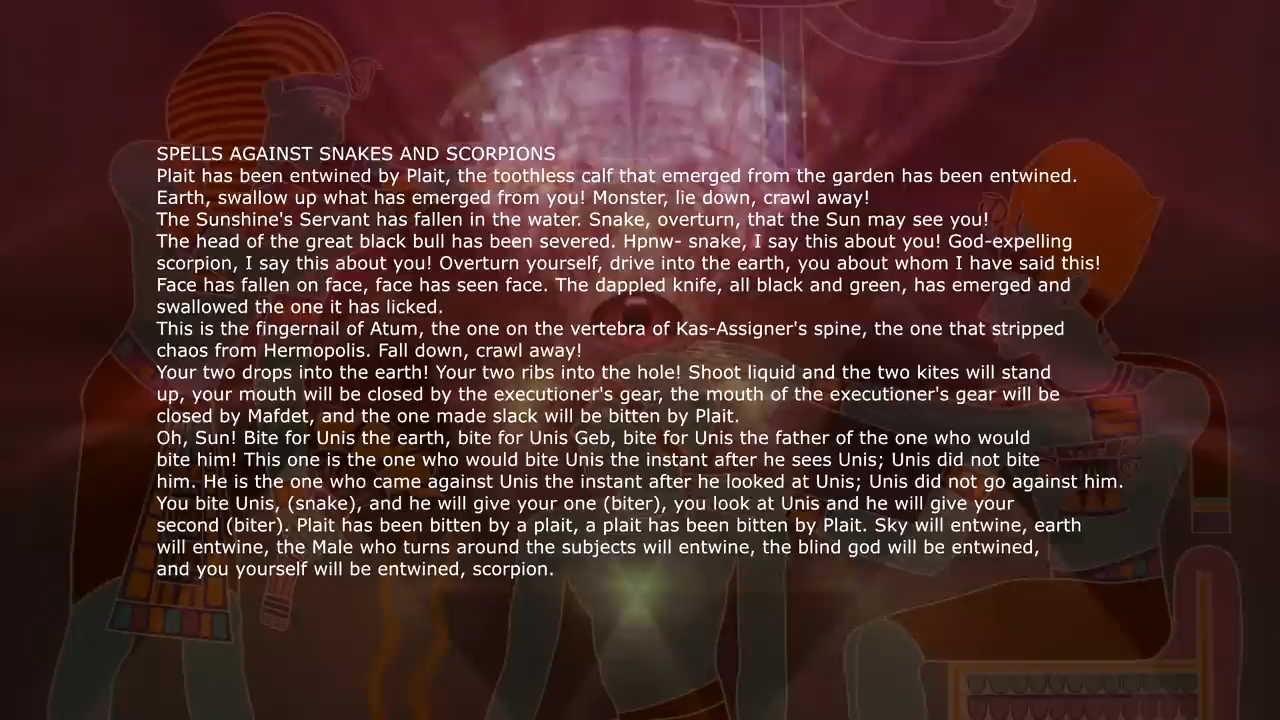 SPELLS AGAINST SNAKES AND SCORPIONS
Plait has been entwined by Plait, the toothless calf that emerged from the garden has been entwined.
Earth, swallow up what has emerged from you! Monster, lie down, crawl away!
The Sunshine's Servant has fallen in the water. Snake, overturn, that the Sun may see you!
The head of the great black bull has been severed. Hpnw- snake, I say this about you! God-expelling
scorpion, I say this about you! Overturn yourself, drive into the earth, you about whom I have said this!
Face has fallen on face, face has seen face. The dappled knife, all black and green, has emerged and
swallowed the one it has licked.
This is the fingernail of Atum, the one on the vertebra of Kas-Assigner's spine, the one that stripped
chaos from Hermopolis. Fall down, crawl away!
Your two drops into the earth! Your two ribs into the hole! Shoot liquid and the two kites will stand
up, your mouth will be closed by the executioner's gear, the mouth of the executioner's gear will be
closed by Mafdet, and the one made slack will be bitten by Plait.
Oh, Sun! Bite for Unis the earth, bite for Unis Geb, bite for Unis the father of the one who would
bite him! This one is the one who would bite Unis the instant after he sees Unis; Unis did not bite
him. He is the one who came against Unis the instant after he looked at Unis; Unis did not go against him.
You bite Unis, (snake), and he will give your one (biter), you look at Unis and he will give your
second (biter). Plait has been bitten by a plait, a plait has been bitten by Plait. Sky will entwine, earth
will entwine, the Male who turns around the subjects will entwine, the blind god will be entwined,
and you yourself will be entwined, scorpion.